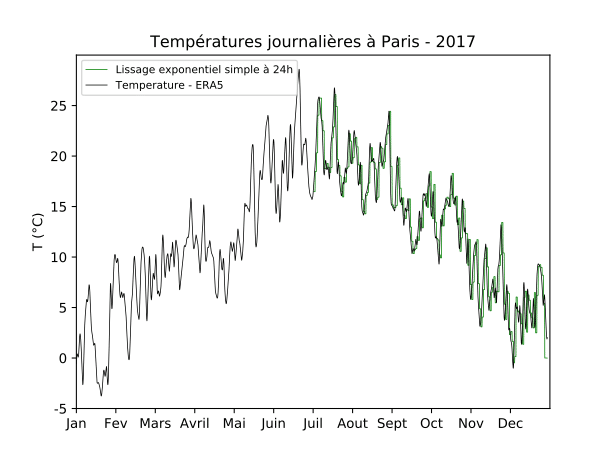 Températures journalières à Paris - 2017
Lissage exponentiel simple à 24h
Temperature - ERA5
T (°C)
25
20
15
10
5
0
-5
Jan Fev Mars Avril Mai Juin Juil Aout Sept Oct Nov Dec